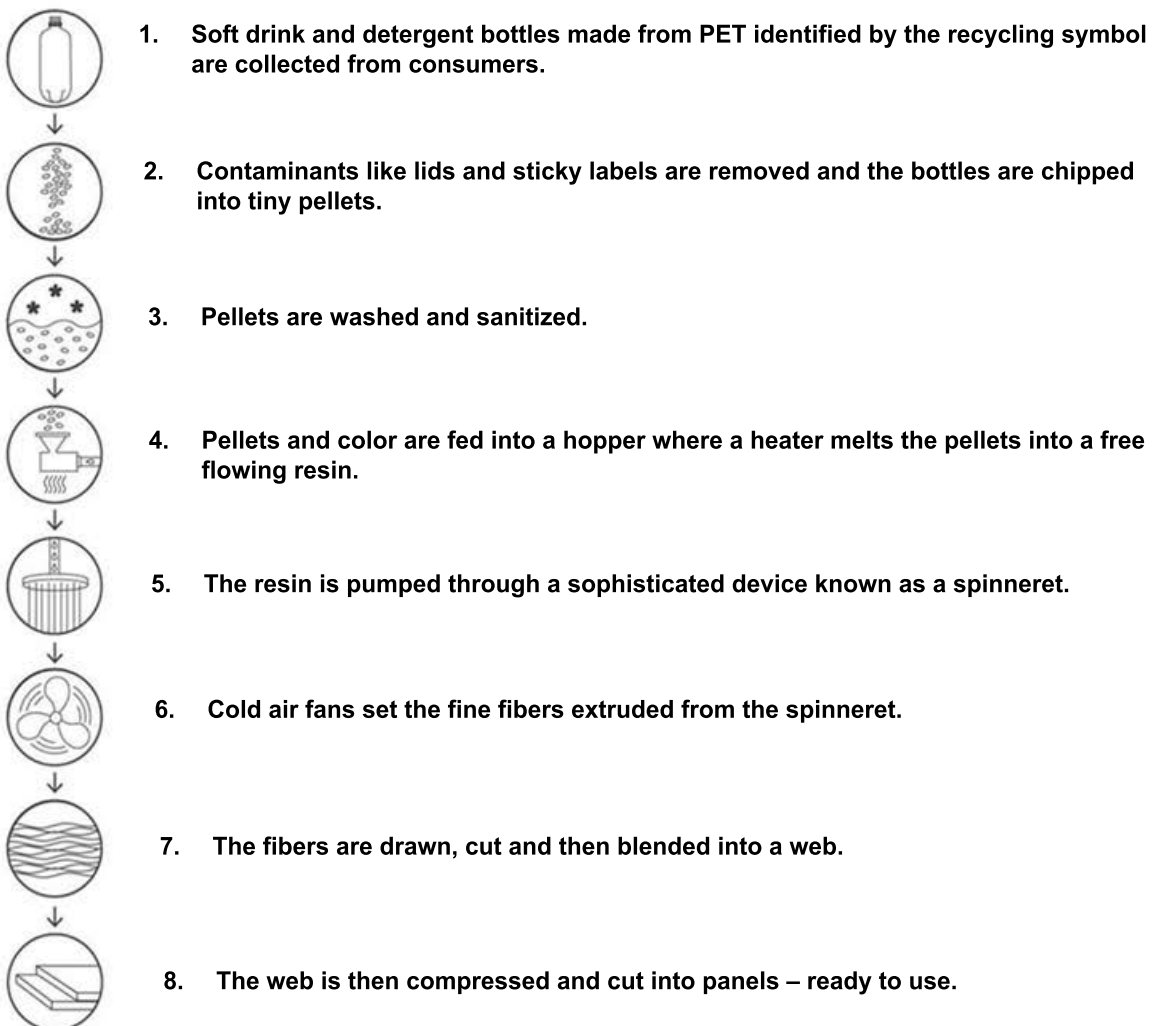 1. Soft drink and detergent bottles made from PET identified by the recycling symbol
are collected from consumers.
2. Contaminants like lids and sticky labels are removed and the bottles are chipped
into tiny pellets.
3. Pellets are washed and sanitized.
4. Pellets and color are fed into a hopper where a heater melts the pellets into a free
flowing resin.
5. The resin is pumped through a sophisticated device known as a spinneret.
6. Cold air fans set the fine fibers extruded from the spinneret.
7. The fibers are drawn, cut and then blended into a web.
8. The web is then compressed and cut into panels – ready to use.